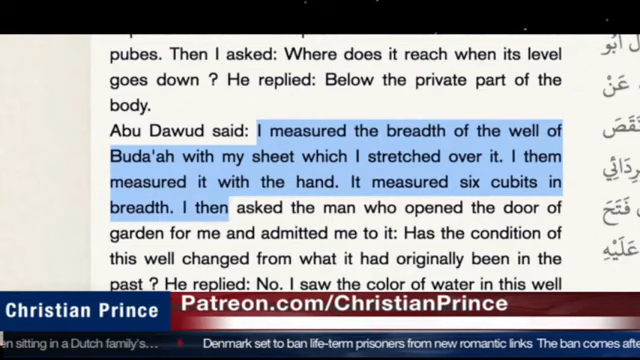 pubes. Then I asked: Where does it reach when its level
goes down ? He replied: Below the private part of the
body.
Abu Dawud said: I measured the breadth of the well of
Buda'ah with my sheet which I stretched over it. I them
measured it with the hand. It measured six cubits in
breadth. I then asked the man who opened the door of
garden for me and admitted me to it: Has the condition of
this well changed from what it had originally been in the
past ? He replied: No. I saw the color of water in this well
ل أَبُو
عَنْ
نَقَصَ
فَتَحَ
عَلَيْهِ
Christian Prince
Patreon.com/ChristianPrince
en sitting in a Dutch family's…
Denmark set to ban life-term prisoners from new romantic links The ban comes afte